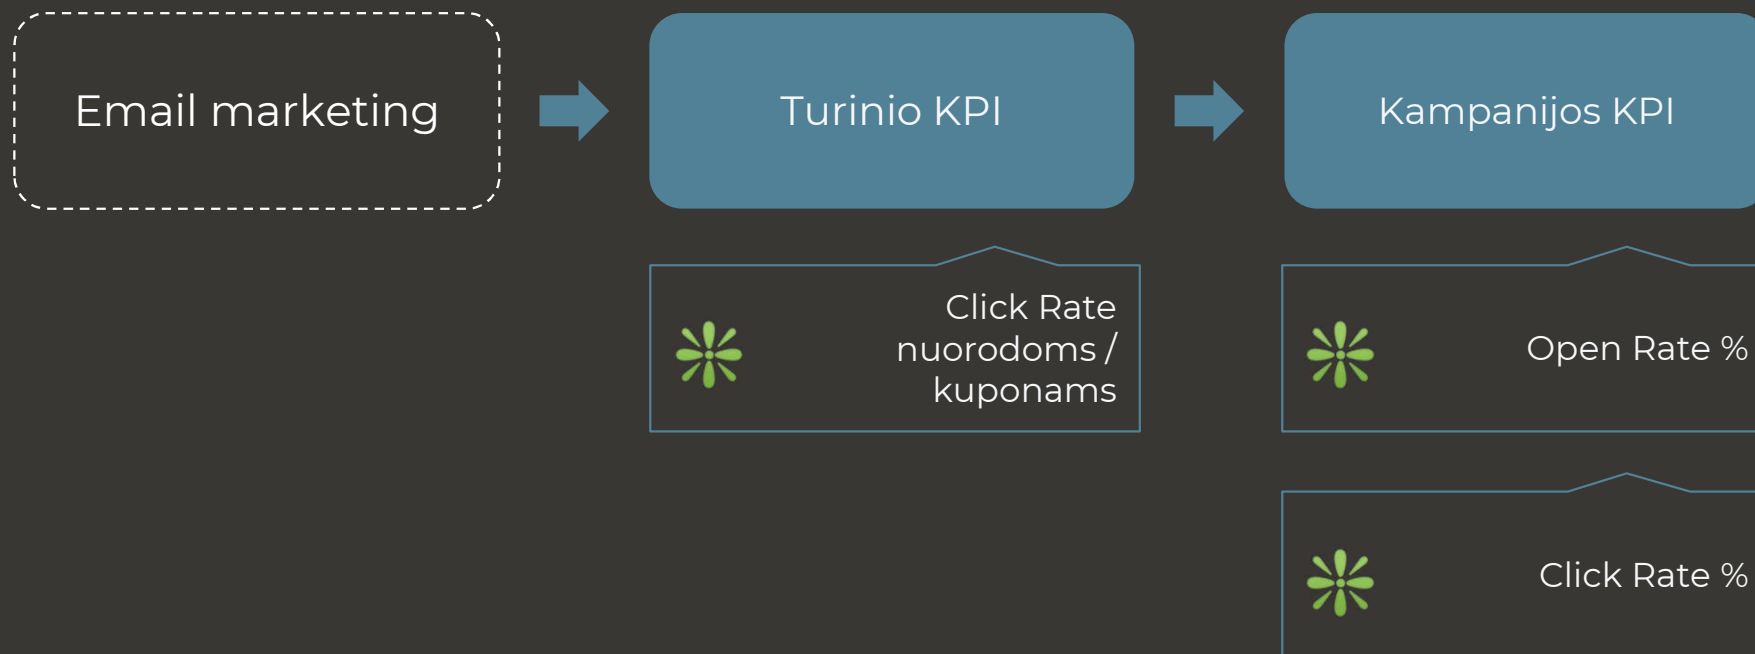 Email marketing
Turinio KPI
Kampanijos KPI
Click Rate
nuorodoms /
kuponams
Open Rate %
Click Rate %